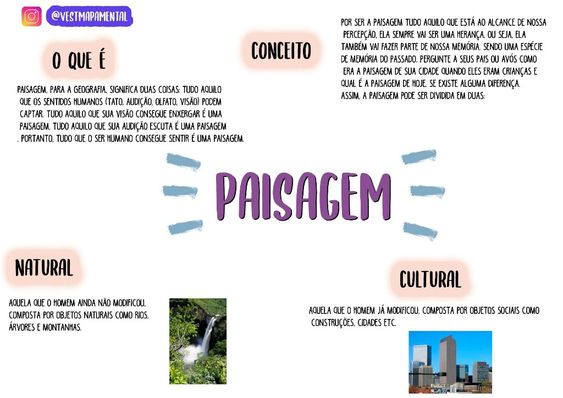 @VESTMAPAMENTAL
O QUE É
PAISAGEM, PARA A GEOGRAFIA, SIGNIFICA DUAS COISAS: TUDO AQUILO
QUE OS SENTIDOS HUMANOS (TATO, AUDIÇÃO, OLFATO, VISÃO) PODEM
CAPTAR. TUDO AQUILO QUE SUA VISÃO CONSEGUE ENXERGAR É UMA
PAISAGEM, TUDO AQUILO QUE SUA AUDIÇÃO ESCUTA É UMA PAISAGEM
. PORTANTO, TUDO QUE O SER HUMANO CONSEGUE SENTIR É UMA PAISAGEM.
CONCEITO
POR SER A PAISAGEM TUDO AQUILO QUE ESTÁ AO ALCANCE DE NOSSA
PERCEPÇÃO, ELA SEMPRE VAI SER UMA HERANÇA, OU SEJA, ELA
TAMBÉM VAI FAZER PARTE DE NOSSA MEMÓRIA, SENDO UMA ESPÉCIE
DE MEMÓRIA DO PASSADO. PERGUNTE A SEUS PAIS OU AVÓS COMO
ERA A PAISAGEM DE SUA CIDADE QUANDO ELES ERAM CRIANÇAS E
QUAL É A PAISAGEM DE HOJE, SE EXISTE ALGUMA DIFERENÇA.
ASSIM, A PAISAGEM PODE SER DIVIDIDA EM DUAS:
PAISAGEM
NATURAL
AQUELA QUE O HOMEM AINDA NÃO MODIFICOU,
COMPOSTA POR OBJETOS NATURAIS COMO RIOS,
ÁRVORES E MONTANHAS.
CULTURAL
AQUELA QUE O HOMEM JÁ MODIFICOU, COMPOSTA POR OBJETOS SOCIAIS COMO
CONSTRUÇÕES, CIDADES ETC.